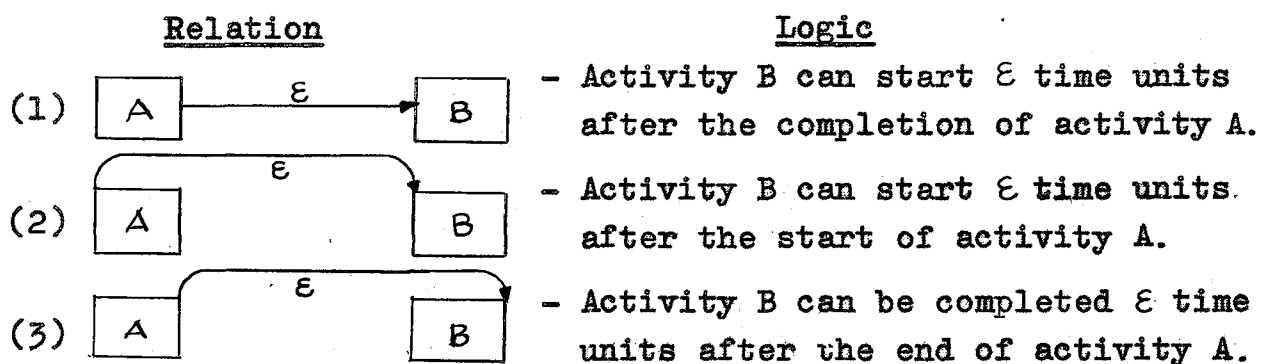 Relation Logic
(1) A ε B - Activity B can start ε time units
after the completion of activity A.
(2) A ε B - Activity B can start ε time units.
after the start of activity A.
(3) A ε B - Activity B can be completed ε time
units after the end of activity A.